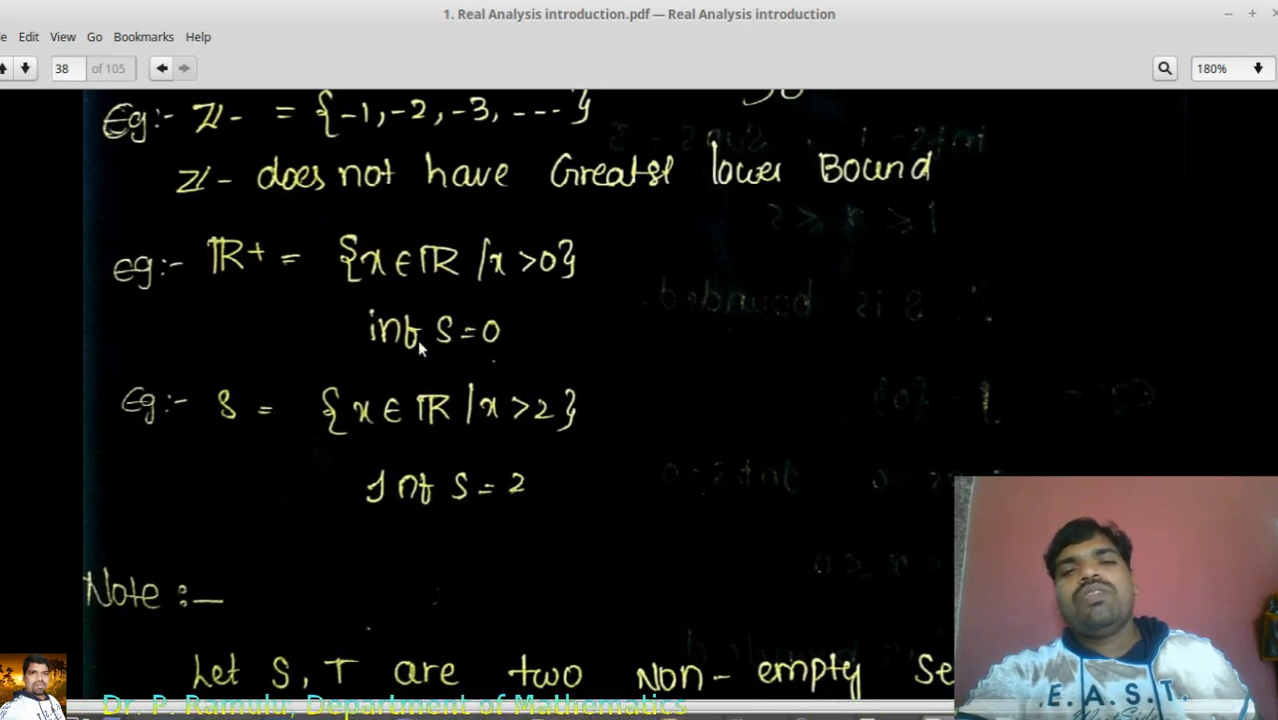 1. Real Analysis introduction.pdf — Real Analysis introduction
Edit View Go Bookmarks Help
38 of 105 180%
Eg:- Z- = {-1, -2, -3, ----}
Z- does not have Greatst lower Bound
eg:- R+ = {x ∈ R / x >0}
inf S = 0
Eg:- S = {x ∈ R / x >2}
Inf S = 2
Note :—
Let S, T are two Non-empty Se
Dr. P. Ramulu, Department of Mathematics
.E.A.S.T.